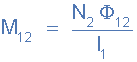 M₁₂ = N₂ Φ₁₂ / I₁